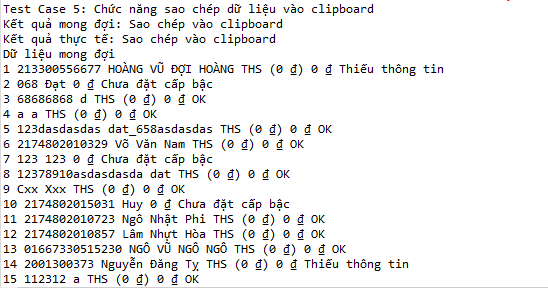 Test Case 5: Chức năng sao chép dữ liệu vào clipboard
Kết quả mong đợi: Sao chép vào clipboard
Kết quả thực tế: Sao chép vào clipboard
Dữ liệu mong đợi
1 213300556677 HOÀNG VŨ ĐỢI HOÀNG THS (0 ₫) 0 ₫ Thiếu thông tin
2 068 Đạt 0 ₫ Chưa đặt cấp bậc
3 68686868 d THS (0 ₫) 0 ₫ OK
4 a a THS (0 ₫) 0 ₫ OK
5 123dasdasdas dat_658asdasdas THS (0 ₫) 0 ₫ OK
6 2174802010329 Võ Văn Nam THS (0 ₫) 0 ₫ OK
7 123 123 0 ₫ Chưa đặt cấp bậc
8 12378910asdasdasda dat THS (0 ₫) 0 ₫ OK
9 Cxx Xxx THS (0 ₫) 0 ₫ OK
10 2174802015031 Huy 0 ₫ Chưa đặt cấp bậc
11 2174802010723 Ngô Nhật Phi THS (0 ₫) 0 ₫ OK
12 2174802010857 Lâm Nhựt Hòa THS (0 ₫) 0 ₫ OK
13 01667330515230 NGÔ VŨ NGÔ NGÔ THS (0 ₫) 0 ₫ OK
14 2001300373 Nguyễn Đăng Tỵ THS (0 ₫) 0 ₫ Thiếu thông tin
15 112312 a THS (0 ₫) 0 ₫ OK